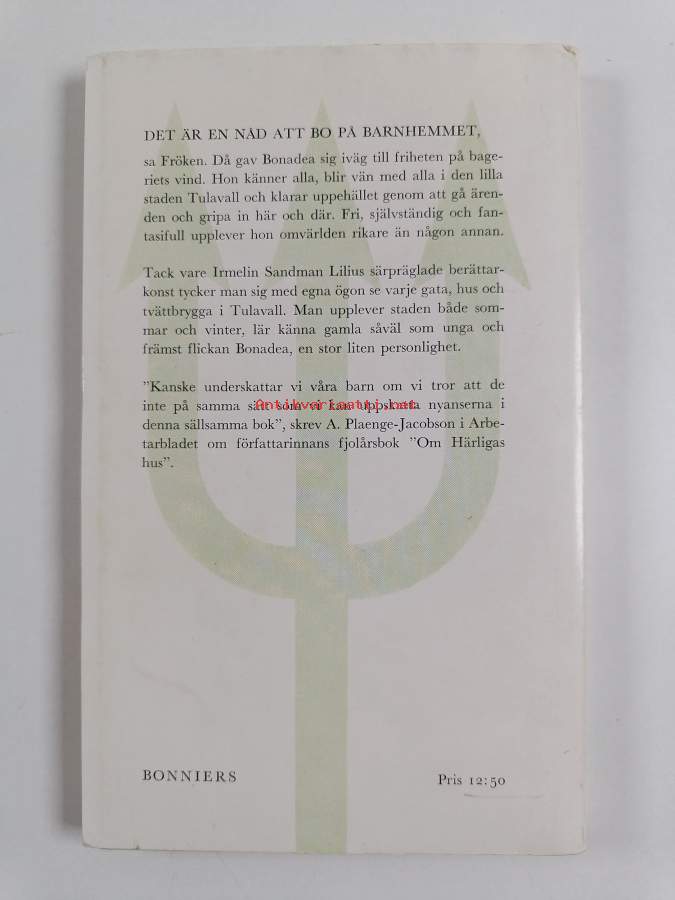 DET ÄR EN NÅD ATT BO PÅ BARNHEMMET,
sa Fröken. Då gav Bonadea sig iväg till friheten på bage-
riets vind. Hon känner alla, blir vän med alla i den lilla
staden Tulavall och klarar uppehället genom att gå ären-
den och gripa in här och där. Fri, självständig och fan-
tasifull upplever hon omvärlden rikare än någon annan.
Tack vare Irmelin Sandman Lilius särpräglade berättar-
konst tycker man sig med egna ögon se varje gata, hus och
tvättbrygga i Tulavall. Man upplever staden både som-
mar och vinter, lär känna gamla såväl som unga och
främst flickan Bonadea, en stor liten personlighet.
”Kanske underskattar vi våra barn om vi tror att de
inte på samma sätt som vi kan uppskatta nyanserna i
Antikvariaatti.net
denna sällsamma bok”, skrev A. Plaenge-Jacobson i Arbe-
tarbladet om författarinnans fjolårsbok ”Om Härligas
hus”.
BONNIERS
Pris 12:50